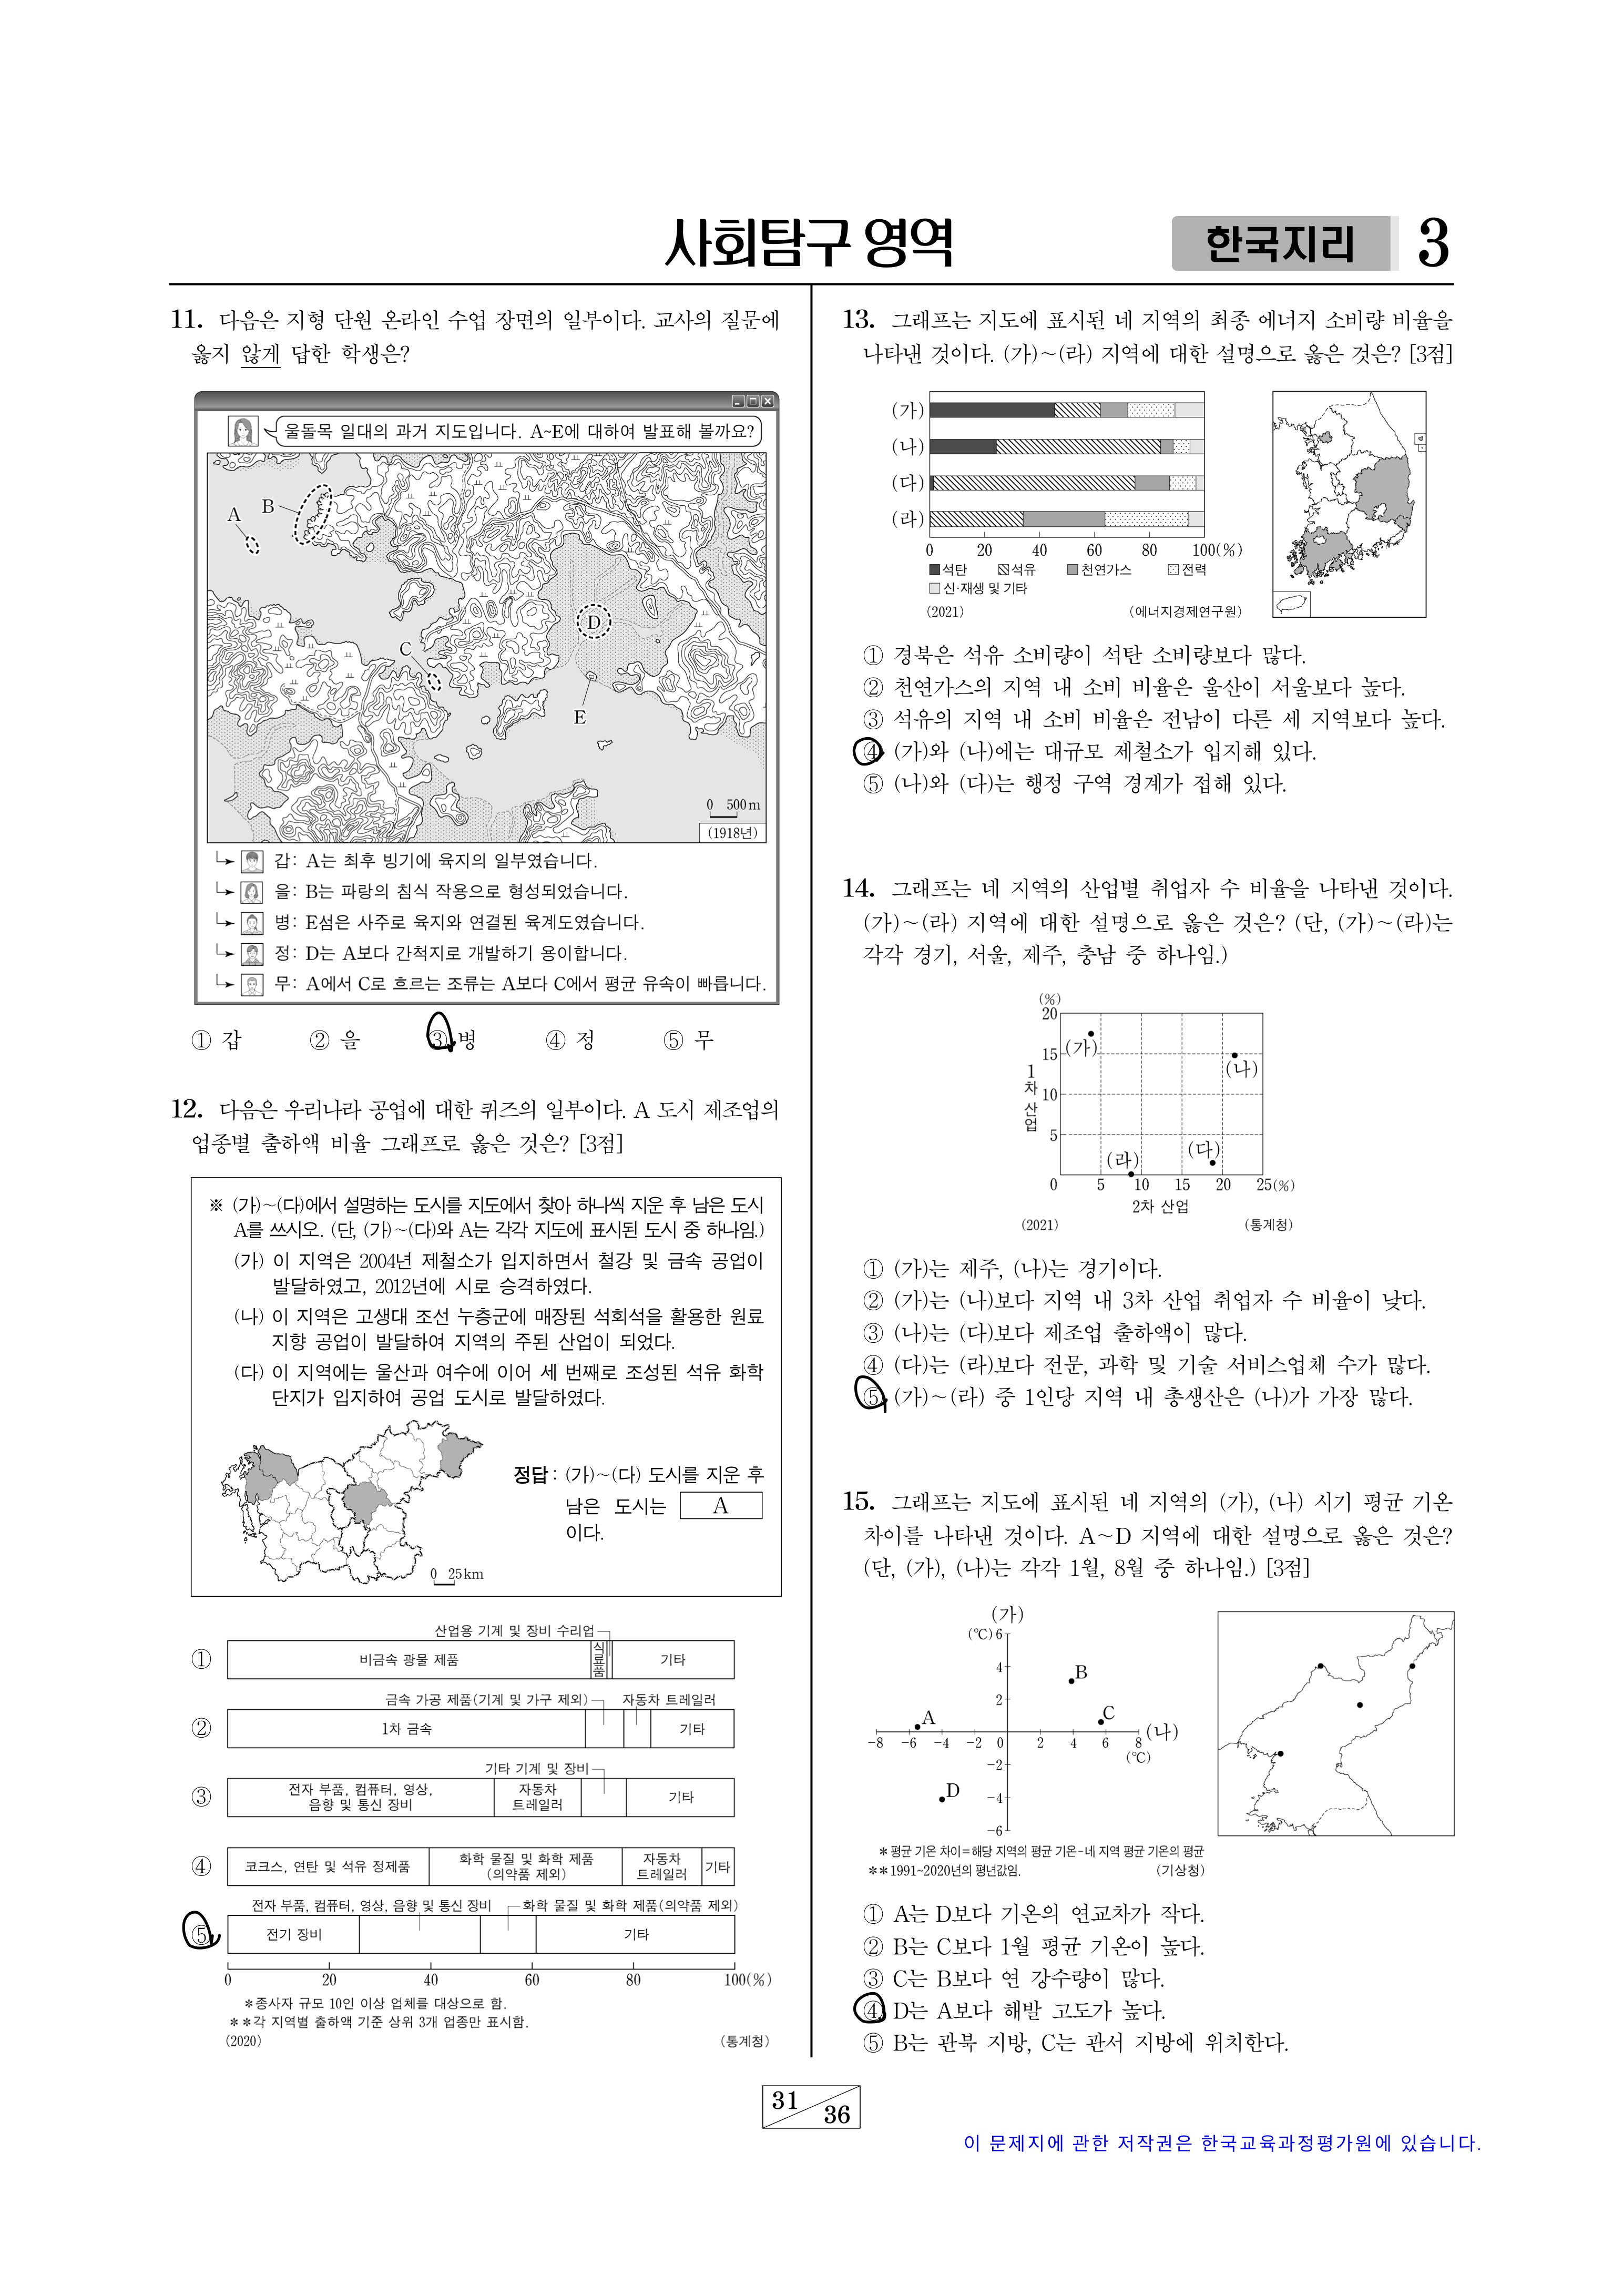 사회탐구 영역
한국지리
3
11. 다음은 지형 단원 온라인 수업 장면의 일부이다. 교사의 질문에
옳지 않게 답한 학생은?
울돌목 일대의 과거 지도입니다. A~E에 대하여 발표해 볼까요?
A
B
C
D
E
0 500m
(1918년)
갑: A는 최후 빙기에 육지의 일부였습니다.
을: B는 파랑의 침식 작용으로 형성되었습니다.
병: E섬은 사주로 육지와 연결된 육계도였습니다.
정: D는 A보다 간척지로 개발하기 용이합니다.
무: A에서 C로 흐르는 조류는 A보다 C에서 평균 유속이 빠릅니다.
① 갑 ② 을 ③ 병 ④ 정 ⑤ 무
12. 다음은 우리나라 공업에 대한 퀴즈의 일부이다. A 도시 제조업의
업종별 출하액 비율 그래프로 옳은 것은? [3점]
※ (가)~(다)에서 설명하는 도시를 지도에서 찾아 하나씩 지운 후 남은 도시
A를 쓰시오. (단, (가)~(다)와 A는 각각 지도에 표시된 도시 중 하나임.)
(가) 이 지역은 2004년 제철소가 입지하면서 철강 및 금속 공업이
발달하였고, 2012년에 시로 승격하였다.
(나) 이 지역은 고생대 조선 누층군에 매장된 석회석을 활용한 원료
지향 공업이 발달하여 지역의 주된 산업이 되었다.
(다) 이 지역에는 울산과 여수에 이어 세 번째로 조성된 석유 화학
단지가 입지하여 공업 도시로 발달하였다.
정답 : (가)~(다) 도시를 지운 후
남은 도시는 A
이다.
0 25km
산업용 기계 및 장비 수리업
① 비금속 광물 제품 식료품 기타
금속 가공 제품(기계 및 가구 제외) 자동차 트레일러
② 1차 금속 기타
기타 기계 및 장비
③ 전자 부품, 컴퓨터, 영상, 음향 및 통신 장비 자동차 트레일러 기타
④ 코크스, 연탄 및 석유 정제품 화학 물질 및 화학 제품 (의약품 제외) 자동차 트레일러 기타
전자 부품, 컴퓨터, 영상, 음향 및 통신 장비 화학 물질 및 화학 제품(의약품 제외)
⑤ 전기 장비 기타
0 20 40 60 80 100(%)
*종사자 규모 10인 이상 업체를 대상으로 함.
**각 지역별 출하액 기준 상위 3개 업종만 표시함.
(2020) (통계청)
13. 그래프는 지도에 표시된 네 지역의 최종 에너지 소비량 비율을
나타낸 것이다. (가)~(라) 지역에 대한 설명으로 옳은 것은? [3점]
(가)
(나)
(다)
(라)
0 20 40 60 80 100(%)
석탄 석유 천연가스 전력
신·재생 및 기타
(2021) (에너지경제연구원)
① 경북은 석유 소비량이 석탄 소비량보다 많다.
② 천연가스의 지역 내 소비 비율은 울산이 서울보다 높다.
③ 석유의 지역 내 소비 비율은 전남이 다른 세 지역보다 높다.
④ (가)와 (나)에는 대규모 제철소가 입지해 있다.
⑤ (나)와 (다)는 행정 구역 경계가 접해 있다.
14. 그래프는 네 지역의 산업별 취업자 수 비율을 나타낸 것이다.
(가)~(라) 지역에 대한 설명으로 옳은 것은? (단, (가)~(라)는
각각 경기, 서울, 제주, 충남 중 하나임.)
(%)
20
15
10
5
1차 산업
(가)
(나)
(다)
(라)
0 5 10 15 20 25(%)
2차 산업
(2021) (통계청)
① (가)는 제주, (나)는 경기이다.
② (가)는 (나)보다 지역 내 3차 산업 취업자 수 비율이 낮다.
③ (나)는 (다)보다 제조업 출하액이 많다.
④ (다)는 (라)보다 전문, 과학 및 기술 서비스업체 수가 많다.
⑤ (가)~(라) 중 1인당 지역 내 총생산은 (나)가 가장 많다.
15. 그래프는 지도에 표시된 네 지역의 (가), (나) 시기 평균 기온
차이를 나타낸 것이다. A~D 지역에 대한 설명으로 옳은 것은?
(단, (가), (나)는 각각 1월, 8월 중 하나임.) [3점]
(가)
(℃) 6
4
2
B
A
C
-8 -6 -4 -2 0 2 4 6 8 (나)
(℃)
-2
D
-4
-6
* 평균 기온 차이=해당 지역의 평균 기온-네 지역 평균 기온의 평균
**1991~2020년의 평년값임. (기상청)
① A는 D보다 기온의 연교차가 작다.
② B는 C보다 1월 평균 기온이 높다.
③ C는 B보다 연 강수량이 많다.
④ D는 A보다 해발 고도가 높다.
⑤ B는 관북 지방, C는 관서 지방에 위치한다.
31
36
이 문제지에 관한 저작권은 한국교육과정평가원에 있습니다.